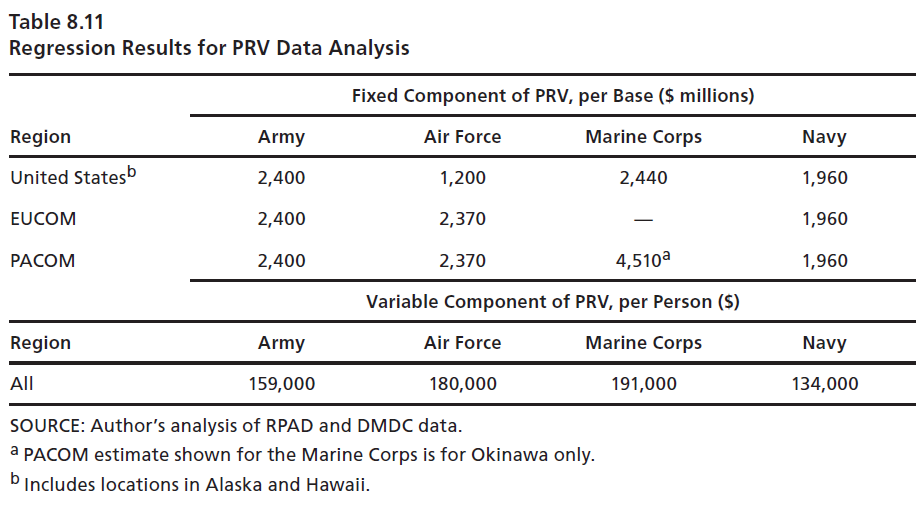 Table 8.11
Regression Results for PRV Data Analysis
Fixed Component of PRV, per Base ($ millions)
Region Army Air Force Marine Corps Navy
United Statesb 2,400 1,200 2,440 1,960
EUCOM 2,400 2,370 — 1,960
PACOM 2,400 2,370 4,510a 1,960
Variable Component of PRV, per Person ($)
Region Army Air Force Marine Corps Navy
All 159,000 180,000 191,000 134,000
SOURCE: Author’s analysis of RPAD and DMDC data.
a PACOM estimate shown for the Marine Corps is for Okinawa only.
b Includes locations in Alaska and Hawaii.